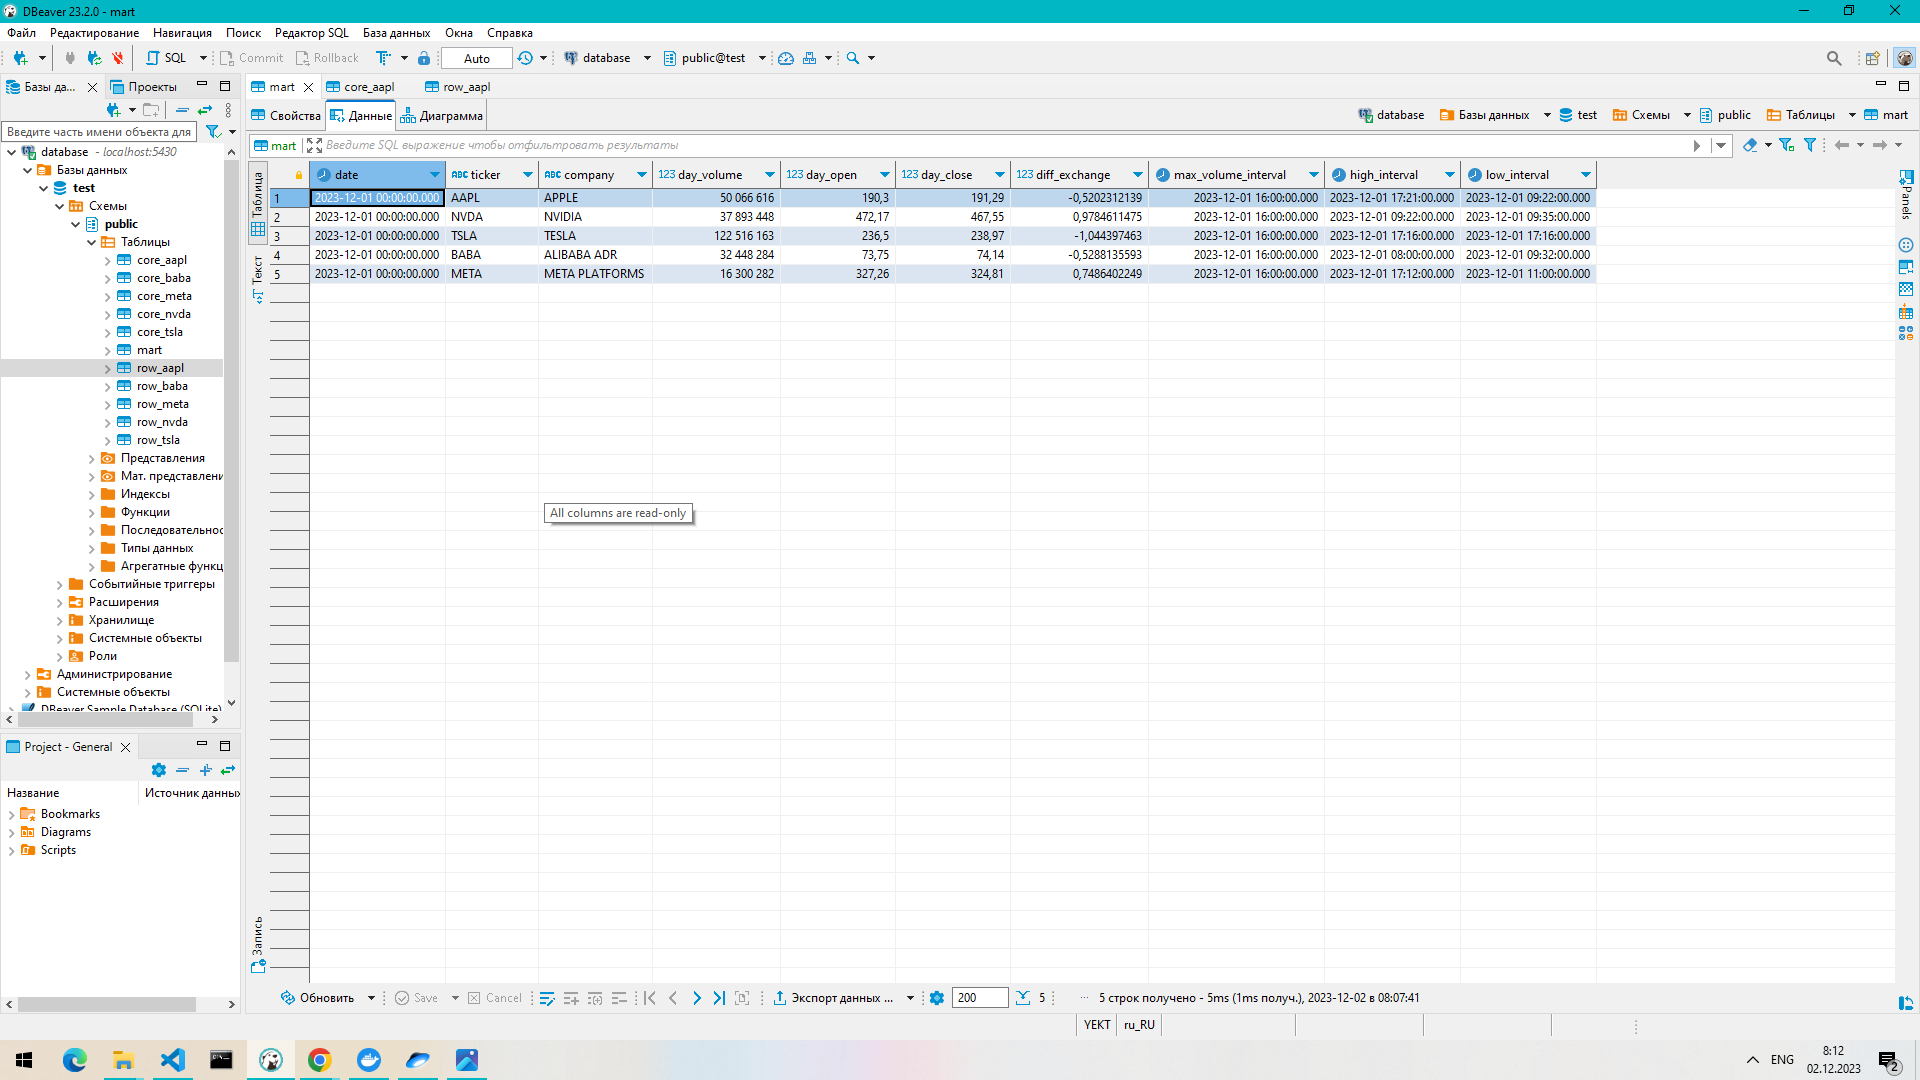 DBeaver 23.2.0 - mart
Файл Редактирование Навигация Поиск Редактор SQL База данных Окна Справка
SQL Commit Rollback Auto database public@test
Базы да... Проекты mart core_aapl row_aapl
Свойства Данные Диаграмма database Базы данных test Схемы public Таблицы mart
Введите часть имени объекта для
mart Введите SQL выражение чтобы отфильтровать результаты
database - localhost:5430
Базы данных
test
Схемы
public
Таблицы
core_aapl
core_baba
core_meta
core_nvda
core_tsla
mart
row_aapl
row_baba
row_meta
row_nvda
row_tsla
Представления
Мат. представлени
Индексы
Функции
Последовательнос
Типы данных
Агрегатные функц
Событийные триггеры
Расширения
Хранилище
Системные объекты
Роли
Администрирование
Системные объекты
DBeaver Sample Database (SQLite)
Project - General
Название Источник данных
Bookmarks
Diagrams
Scripts
Таблица
Текст
Запись
date ticker company day_volume day_open day_close diff_exchange max_volume_interval high_interval low_interval
ABC ABC 123 123 123 123
1 2023-12-01 00:00:00.000 AAPL APPLE 50 066 616 190,3 191,29 -0,5202312139 2023-12-01 16:00:00.000 2023-12-01 17:21:00.000 2023-12-01 09:22:00.000
2 2023-12-01 00:00:00.000 NVDA NVIDIA 37 893 448 472,17 467,55 0,9784611475 2023-12-01 16:00:00.000 2023-12-01 09:22:00.000 2023-12-01 09:35:00.000
3 2023-12-01 00:00:00.000 TSLA TESLA 122 516 163 236,5 238,97 -1,044397463 2023-12-01 16:00:00.000 2023-12-01 17:16:00.000 2023-12-01 17:16:00.000
4 2023-12-01 00:00:00.000 BABA ALIBABA ADR 32 448 284 73,75 74,14 -0,5288135593 2023-12-01 16:00:00.000 2023-12-01 08:00:00.000 2023-12-01 09:32:00.000
5 2023-12-01 00:00:00.000 META META PLATFORMS 16 300 282 327,26 324,81 0,7486402249 2023-12-01 16:00:00.000 2023-12-01 17:12:00.000 2023-12-01 11:00:00.000
All columns are read-only
Panels
Обновить Save Cancel Экспорт данных ... 200 5 5 строк получено - 5ms (1ms получ.), 2023-12-02 в 08:07:41
YEKT ru_RU
ENG 8:12
02.12.2023
2